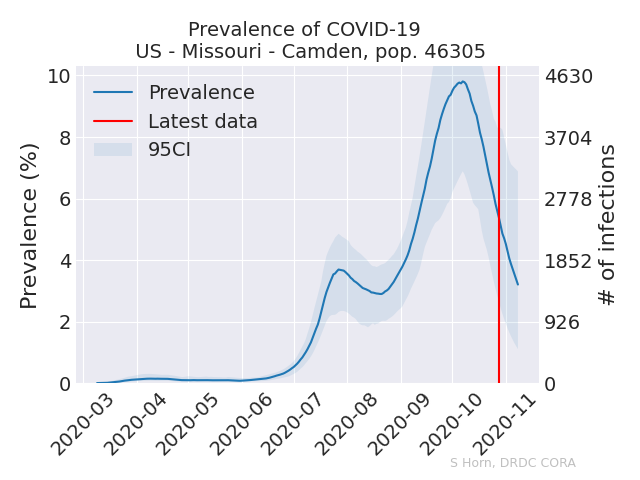 Prevalence of COVID-19
US - Missouri - Camden, pop. 46305
Prevalence (%)
10
8
6
4
2
0
Prevalence
Latest data
95CI
4630
3704
2778
1852
926
0
# of infections
2020-03
2020-04
2020-05
2020-06
2020-07
2020-08
2020-09
2020-10
2020-11
S Horn, DRDC CORA